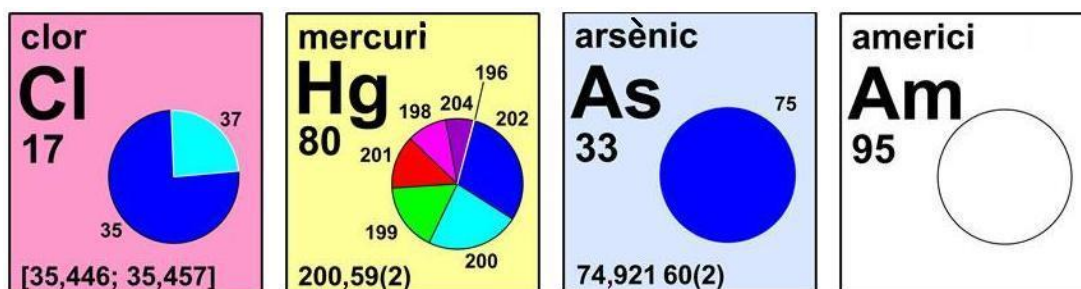 clor
Cl
17
37
35
[35,446; 35,457]
mercuri
Hg
80
196
198
204
202
201
199
200
200,59(2)
arsènic
As
33
75
74,921 60(2)
americi
Am
95